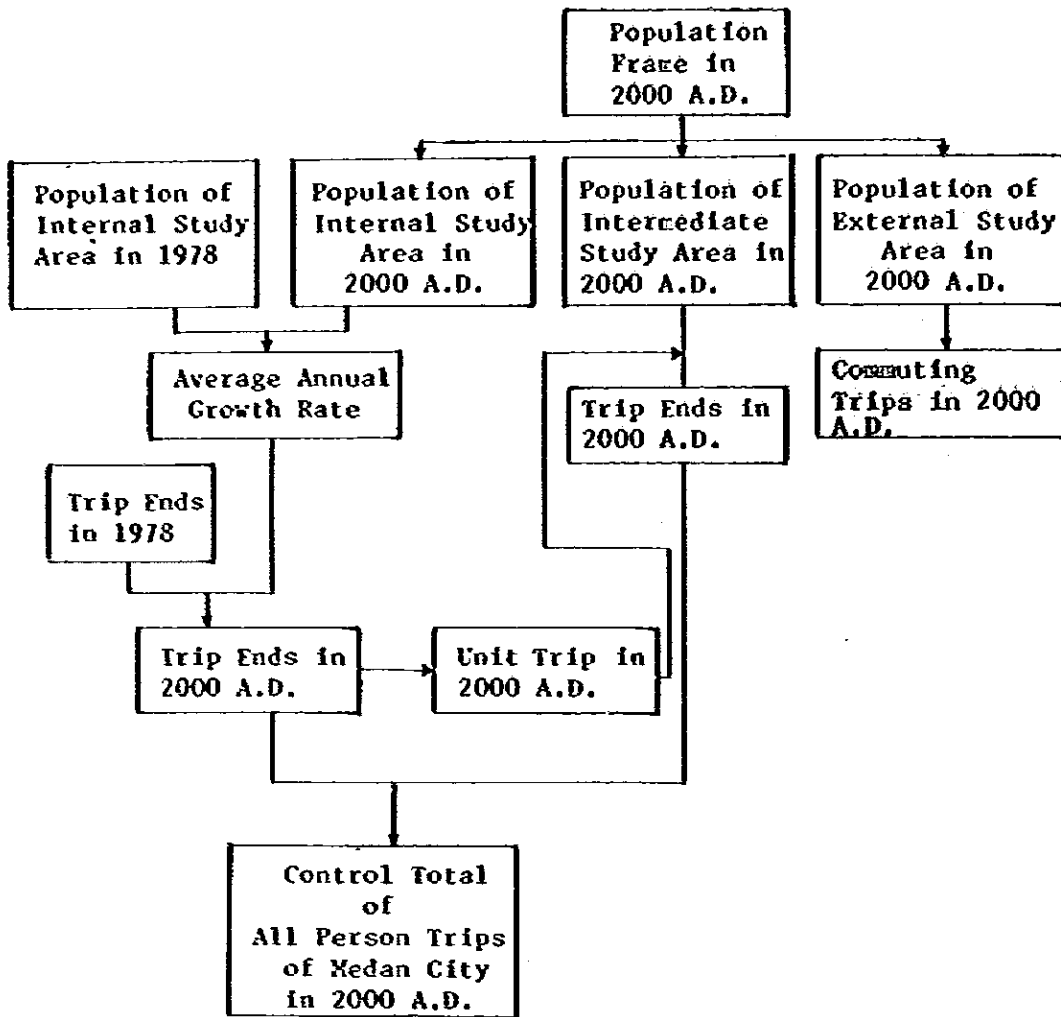 Population
Frame in
2000 A.D.
Population of
Internal Study
Area in 1978
Population of
Internal Study
Area in
2000 A.D.
Population of
Intermediate
Study Area in
2000 A.D.
Population of
External Study
Area in
2000 A.D.
Average Annual
Growth Rate
Trip Ends in
2000 A.D.
Commuting
Trips in 2000
A.D.
Trip Ends
in 1978
Trip Ends in
2000 A.D.
Unit Trip in
2000 A.D.
Control Total
of
All Person Trips
of Medan City
in 2000 A.D.